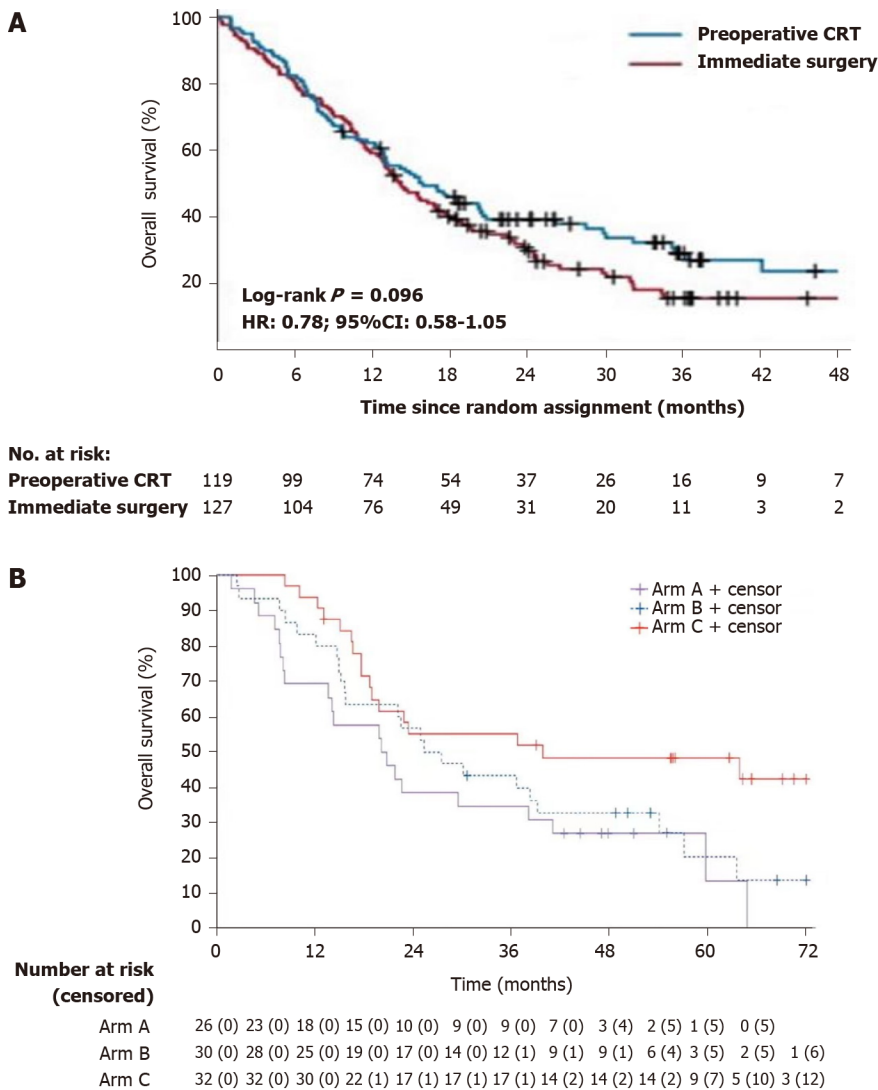 A
100
80
60
40
20
Overall survival (%)
Preoperative CRT
Immediate surgery
Log-rank P = 0.096
HR: 0.78; 95%CI: 0.58-1.05
0 6 12 18 24 30 36 42 48
Time since random assignment (months)
No. at risk:
Preoperative CRT 119 99 74 54 37 26 16 9 7
Immediate surgery 127 104 76 49 31 20 11 3 2
B
100
90
80
70
60
50
40
30
20
10
0
Overall survival (%)
Arm A + censor
Arm B + censor
Arm C + censor
0 12 24 36 48 60 72
Time (months)
Number at risk
(censored)
Arm A 26 (0) 23 (0) 18 (0) 15 (0) 10 (0) 9 (0) 9 (0) 7 (0) 3 (4) 2 (5) 1 (5) 0 (5)
Arm B 30 (0) 28 (0) 25 (0) 19 (0) 17 (0) 14 (0) 12 (1) 9 (1) 9 (1) 6 (4) 3 (5) 2 (5) 1 (6)
Arm C 32 (0) 32 (0) 30 (0) 22 (1) 17 (1) 17 (1) 17 (1) 14 (2) 14 (2) 14 (2) 9 (7) 5 (10) 3 (12)